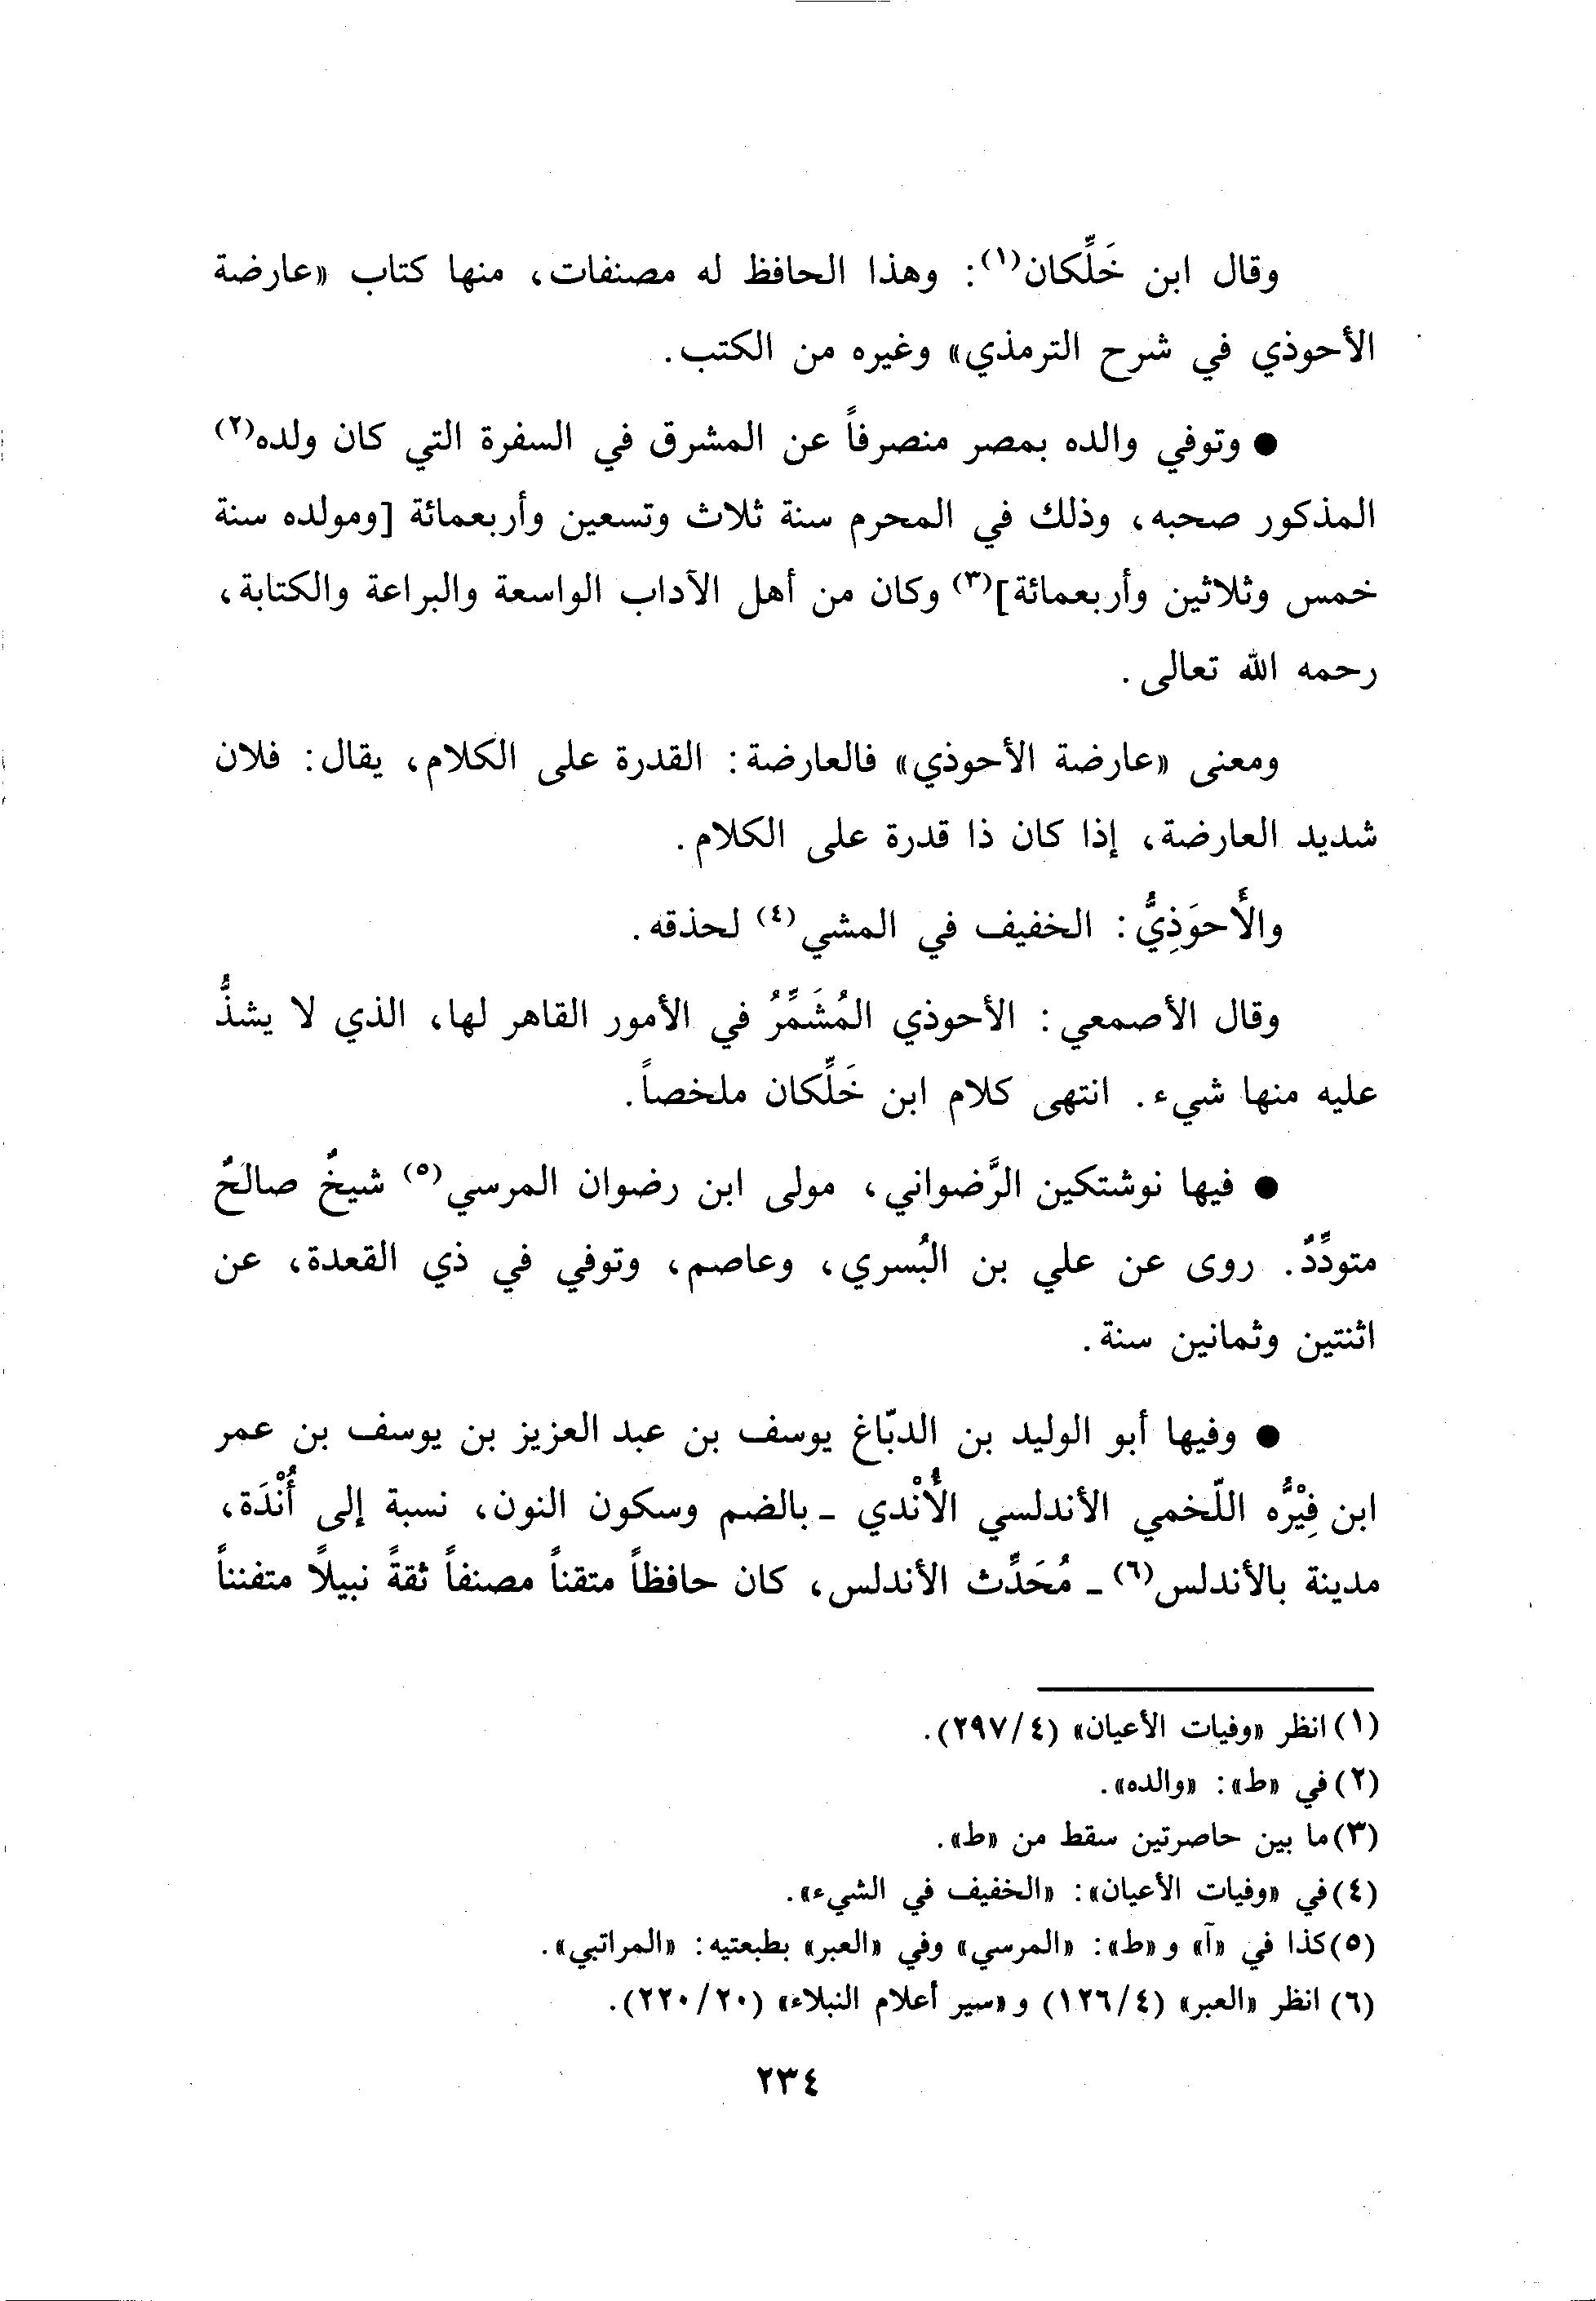 وقال ابن خَلِّكان(١): وهذا الحافظ له مصنفات، منها كتاب «عارضة
الأحوذي في شرح الترمذي» وغيره من الكتب.
● وتوفي والده بمصر منصرفاً عن المشرق في السفرة التي كان ولده(٢)
المذكور صحبه، وذلك في المحرم سنة ثلاث وتسعين وأربعمائة [ومولده سنة
خمس وثلاثين وأربعمائة](٣) وكان من أهل الآداب الواسعة والبراعة والكتابة،
رحمه الله تعالى.
ومعنى «عارضة الأحوذي» فالعارضة: القدرة على الكلام، يقال: فلان
شديد العارضة، إذا كان ذا قدرة على الكلام.
والأَحوَذِيُّ: الخفيف في المشي(٤) لحذقه.
وقال الأصمعي: الأحوذي المُشَمِّرُ في الأمور القاهر لها، الذي لا يشذُّ
عليه منها شيء. انتهى كلام ابن خَلِّكان ملخصاً.
● فيها نوشتكين الرَّضواني، مولى ابن رضوان المرسي(٥) شيخٌ صالحٌ
متودِّدٌ. روى عن علي بن البُسري، وعاصم، وتوفي في ذي القعدة، عن
اثنتين وثمانين سنة.
● وفيها أبو الوليد بن الدبّاغ يوسف بن عبد العزيز بن يوسف بن عمر
ابن فِيْرُّه اللّخمي الأندلسي الأُنْدي ـ بالضم وسكون النون، نسبة إلى أُنْدَة،
مدينة بالأندلس(٦) ـ مُحَدِّث الأندلس، كان حافظاً متقناً مصنفاً ثقةً نبيلاً متفنناً
(١) انظر «وفيات الأعيان» (٢٩٧/٤).
(٢) في «ط»: «والده».
(٣) ما بين حاصرتين سقط من «ط».
(٤) في «وفيات الأعيان»: «الخفيف في الشيء».
(٥) كذا في «آ» و«ط»: «المرسي» وفي «العبر» بطبعتيه: «المراتبي».
(٦) انظر «العبر» (١٢٦/٤) و«سير أعلام النبلاء» (٢٢٠/٢٠).
٢٣٤